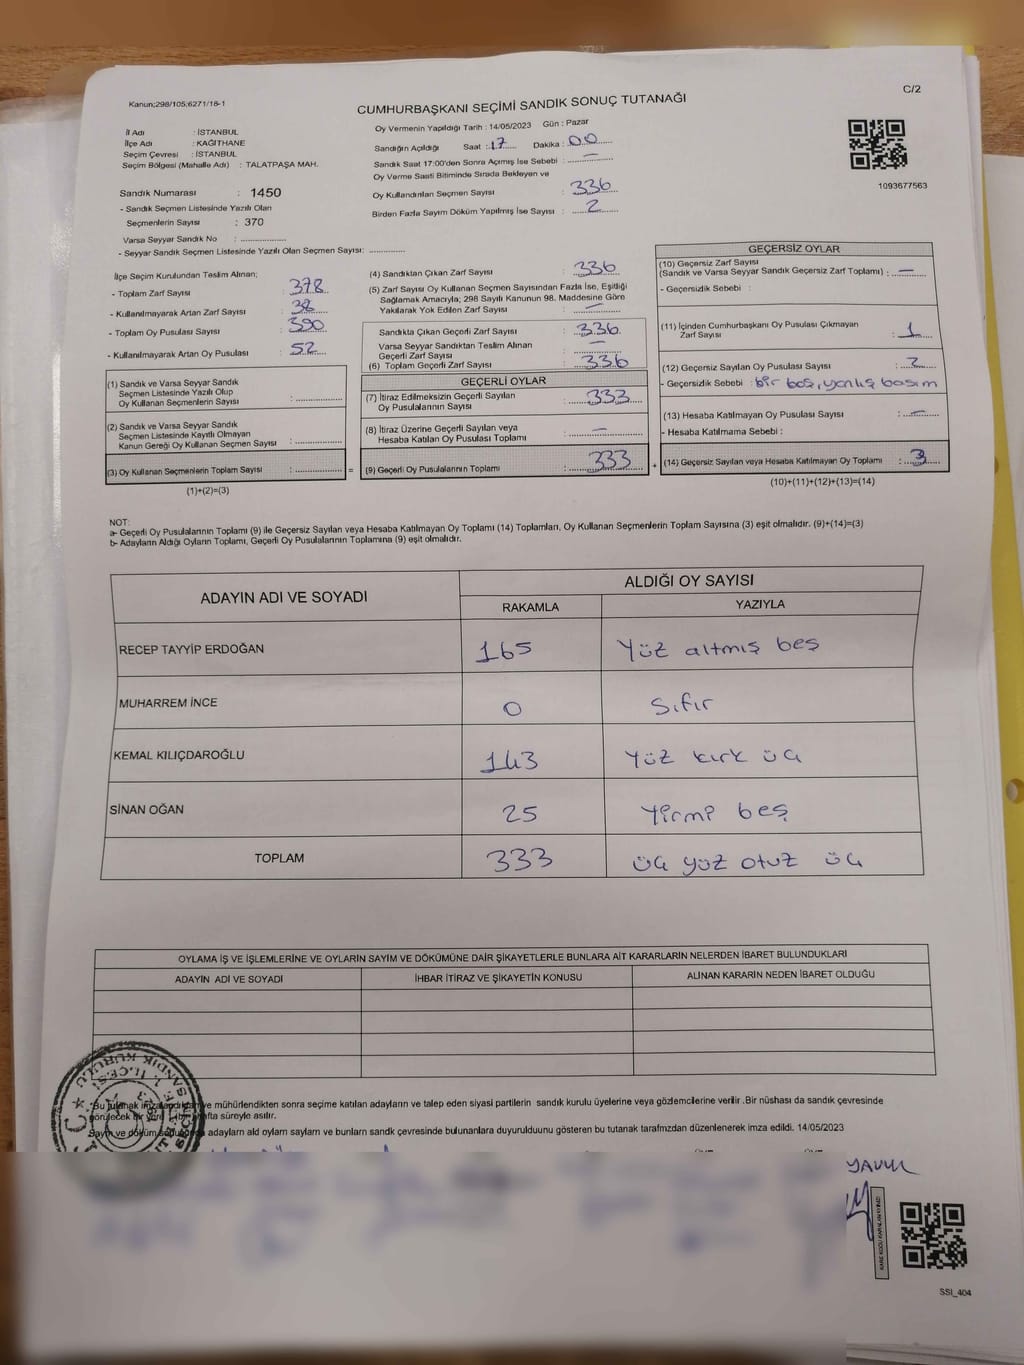 Kanun;298/105;6271/16-1
C/2
CUMHURBAŞKANI SEÇİMİ SANDIK SONUÇ TUTANAĞI
İl Adı : İSTANBUL
İlçe Adı : KAĞITHANE
Seçim Çevresi : İSTANBUL
Seçim Bölgesi (Mahalle Adı) : TALATPAŞA MAH.
Sandık Numarası : 1450
- Sandık Seçmen Listesinde Yazılı Olan
Seçmenlerin Sayısı : 370
Varsa Seyyar Sandık No : ..............
- Seyyar Sandık Seçmen Listesinde Yazılı Olan Seçmen Sayısı: ............
Oy Vermenin Yapıldığı Tarih : 14/05/2023 Gün : Pazar
Sandığın Açıldığı Saat : 17 Dakika : 00
Sandık Saat 17:00'den Sonra Açımış İse Sebebi : —
Oy Verme Saati Bitiminde Sırada Bekleyen ve
Oy Kullandırılan Seçmen Sayısı : 336
Birden Fazla Sayım Döküm Yapılmış İse Sayısı : 2
1093677563
İlçe Seçim Kurulundan Teslim Alınan;
- Toplam Zarf Sayısı : 378
- Kullanılmayarak Artan Zarf Sayısı : 38
- Toplam Oy Pusulası Sayısı : 390
- Kullanılmayarak Artan Oy Pusulası : 52
(1) Sandık ve Varsa Seyyar Sandık
Seçmen Listesinde Yazılı Olup
Oy Kullanan Seçmenlerin Sayısı : ..............
(2) Sandık ve Varsa Seyyar Sandık
Seçmen Listesinde Kayıtlı Olmayan
Kanun Gereği Oy Kullanan Seçmen Sayısı : ..............
(3) Oy Kullanan Seçmenlerin Toplam Sayısı : .............. =
(1)+(2)=(3)
(4) Sandıktan Çıkan Zarf Sayısı : 336
(5) Zarf Sayısı Oy Kullanan Seçmen Sayısından Fazla İse, Eşitliği
Sağlamak Amacıyla; 298 Sayılı Kanunun 98. Maddesine Göre
Yakılarak Yok Edilen Zarf Sayısı : —
Sandıkta Çıkan Geçerli Zarf Sayısı : 336
Varsa Seyyar Sandıktan Teslim Alınan
Geçerli Zarf Sayısı : —
(6) Toplam Geçerli Zarf Sayısı : 336
GEÇERLİ OYLAR
(7) İtiraz Edilmeksizin Geçerli Sayılan
Oy Pusulalarının Sayısı : 333
(8) İtiraz Üzerine Geçerli Sayılan veya
Hesaba Katılan Oy Pusulası Toplamı : —
(9) Geçerli Oy Pusulalarının Toplamı : 333 +
GEÇERSİZ OYLAR
(10) Geçersiz Zarf Sayısı
(Sandık ve Varsa Seyyar Sandık Geçersiz Zarf Toplamı) : —
- Geçersizlik Sebebi :
(11) İçinden Cumhurbaşkanı Oy Pusulası Çıkmayan
Zarf Sayısı : 1
(12) Geçersiz Sayılan Oy Pusulası Sayısı : 2
- Geçersizlik Sebebi : bir boş, yanlış basım
(13) Hesaba Katılmayan Oy Pusulası Sayısı : —
- Hesaba Katılmama Sebebi :
(14) Geçersiz Sayılan veya Hesaba Katılmayan Oy Toplamı : 3
(10)+(11)+(12)+(13)=(14)
NOT:
a- Geçerli Oy Pusulalarının Toplamı (9) ile Geçersiz Sayılan veya Hesaba Katılmayan Oy Toplamı (14) Toplamları, Oy Kullanan Seçmenlerin Toplam Sayısına (3) eşit olmalıdır. (9)+(14)=(3)
b- Adayların Aldığı Oyların Toplamı, Geçerli Oy Pusulalarının Toplamına (9) eşit olmalıdır.
ADAYIN ADI VE SOYADI ALDIĞI OY SAYISI
RAKAMLA YAZIYLA
RECEP TAYYİP ERDOĞAN 165 Yüz altmış beş
MUHARREM İNCE 0 Sıfır
KEMAL KILIÇDAROĞLU 143 Yüz kırk üç
SİNAN OĞAN 25 Yirmi beş
TOPLAM 333 üç yüz otuz üç
OYLAMA İŞ VE İŞLEMLERİNE VE OYLARIN SAYIM VE DÖKÜMÜNE DAİR ŞİKAYETLERLE BUNLARA AİT KARARLARIN NELERDEN İBARET BULUNDUKLARI
ADAYIN ADI VE SOYADI İHBAR İTİRAZ VE ŞİKAYETİN KONUSU ALINAN KARARIN NEDEN İBARET OLDUĞU
Bu tutanak ve mühürlendikten sonra seçime katılan adayların ve talep eden siyasi partilerin sandık kurulu üyelerine veya gözlemcilerine verilir .Bir nüshası da sandık çevresinde
görülecek bir yere hafta süreyle asılır.
Sayım ve döküm adayların ald oyların saylam ve bunların sandk çevresinde bulunanlara duyurulduunu gösteren bu tutanak tarafmzdan düzenlenerek imza edildi. 14/05/2023
SANDIK KURULU
SSI_404